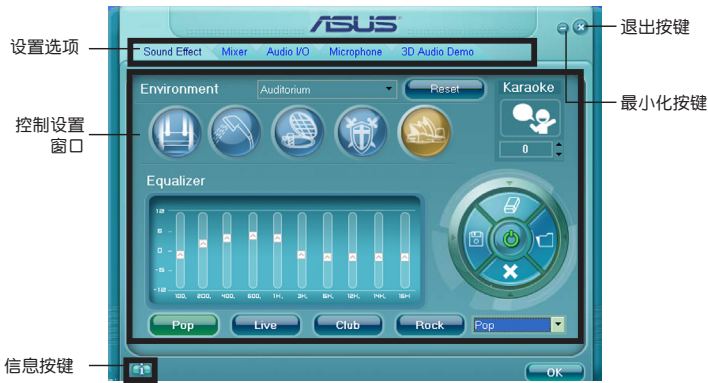 ASUS
退出按键
设置选项
Sound Effect Mixer Audio I/O Microphone 3D Audio Demo
最小化按键
Environment Auditorium Reset Karaoke
控制设置
窗口
0
Equalizer
12
6
0
-6
-12
100, 200, 400, 600, 1K, 3K, 6K, 12K, 14K, 16K
Pop Live Club Rock Pop
信息按键
i
OK